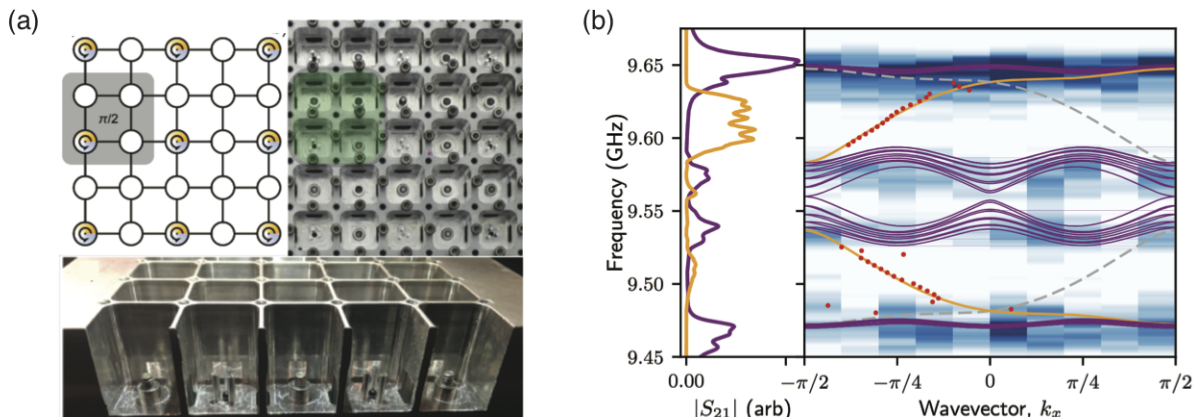 (a)
π/2
(b)
Frequency (GHz)
9.65
9.60
9.55
9.50
9.45
0.00
|S₂₁| (arb)
−π/2
−π/4
0
π/4
π/2
Wavevector, kₓ